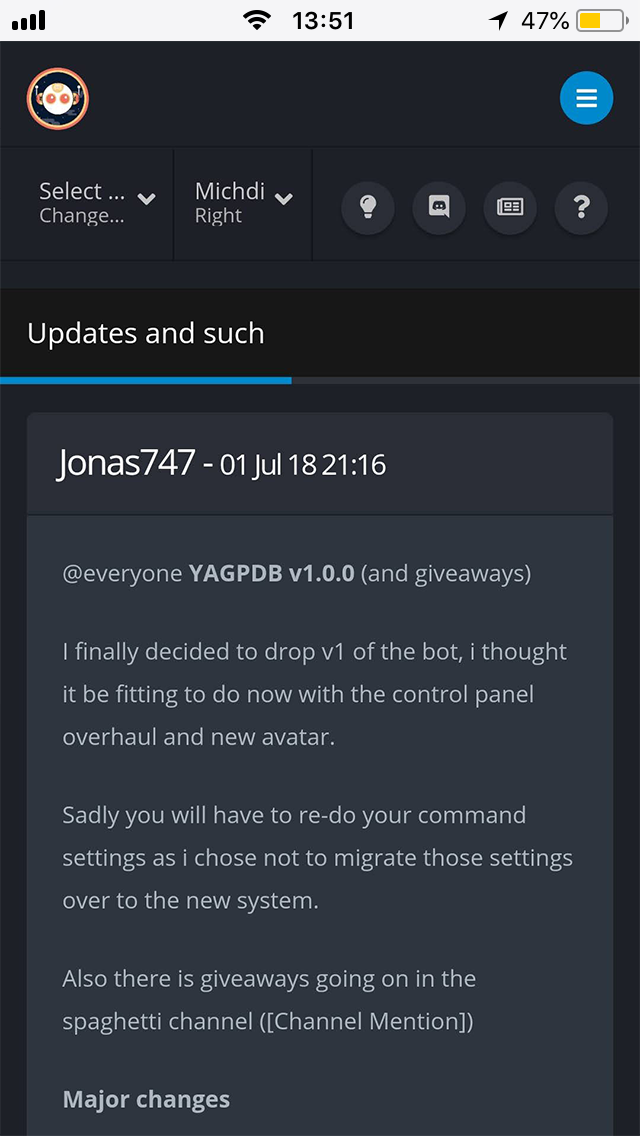 13:51
47%
Select ...
Change...
Michdi
Right
Updates and such
Jonas747 - 01 Jul 18 21:16
@everyone YAGPDB v1.0.0 (and giveaways)
I finally decided to drop v1 of the bot, i thought
it be fitting to do now with the control panel
overhaul and new avatar.
Sadly you will have to re-do your command
settings as i chose not to migrate those settings
over to the new system.
Also there is giveaways going on in the
spaghetti channel ([Channel Mention])
Major changes